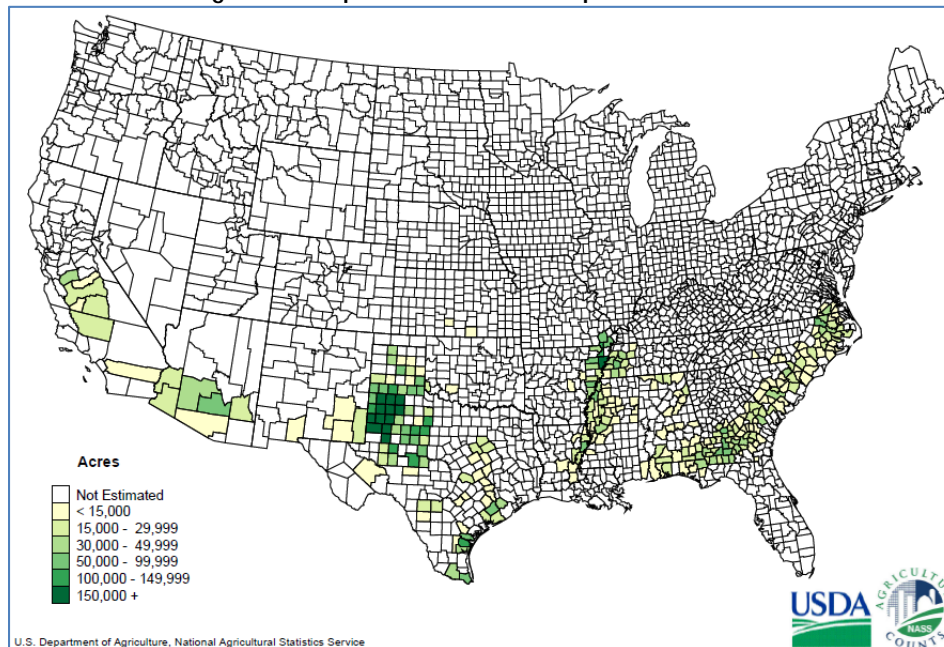 Acres
Not Estimated
< 15,000
15,000 - 29,999
30,000 - 49,999
50,000 - 99,999
100,000 - 149,999
150,000 +
USDA
AGRICULTURE
NASS
COUNTS
U.S. Department of Agriculture, National Agricultural Statistics Service